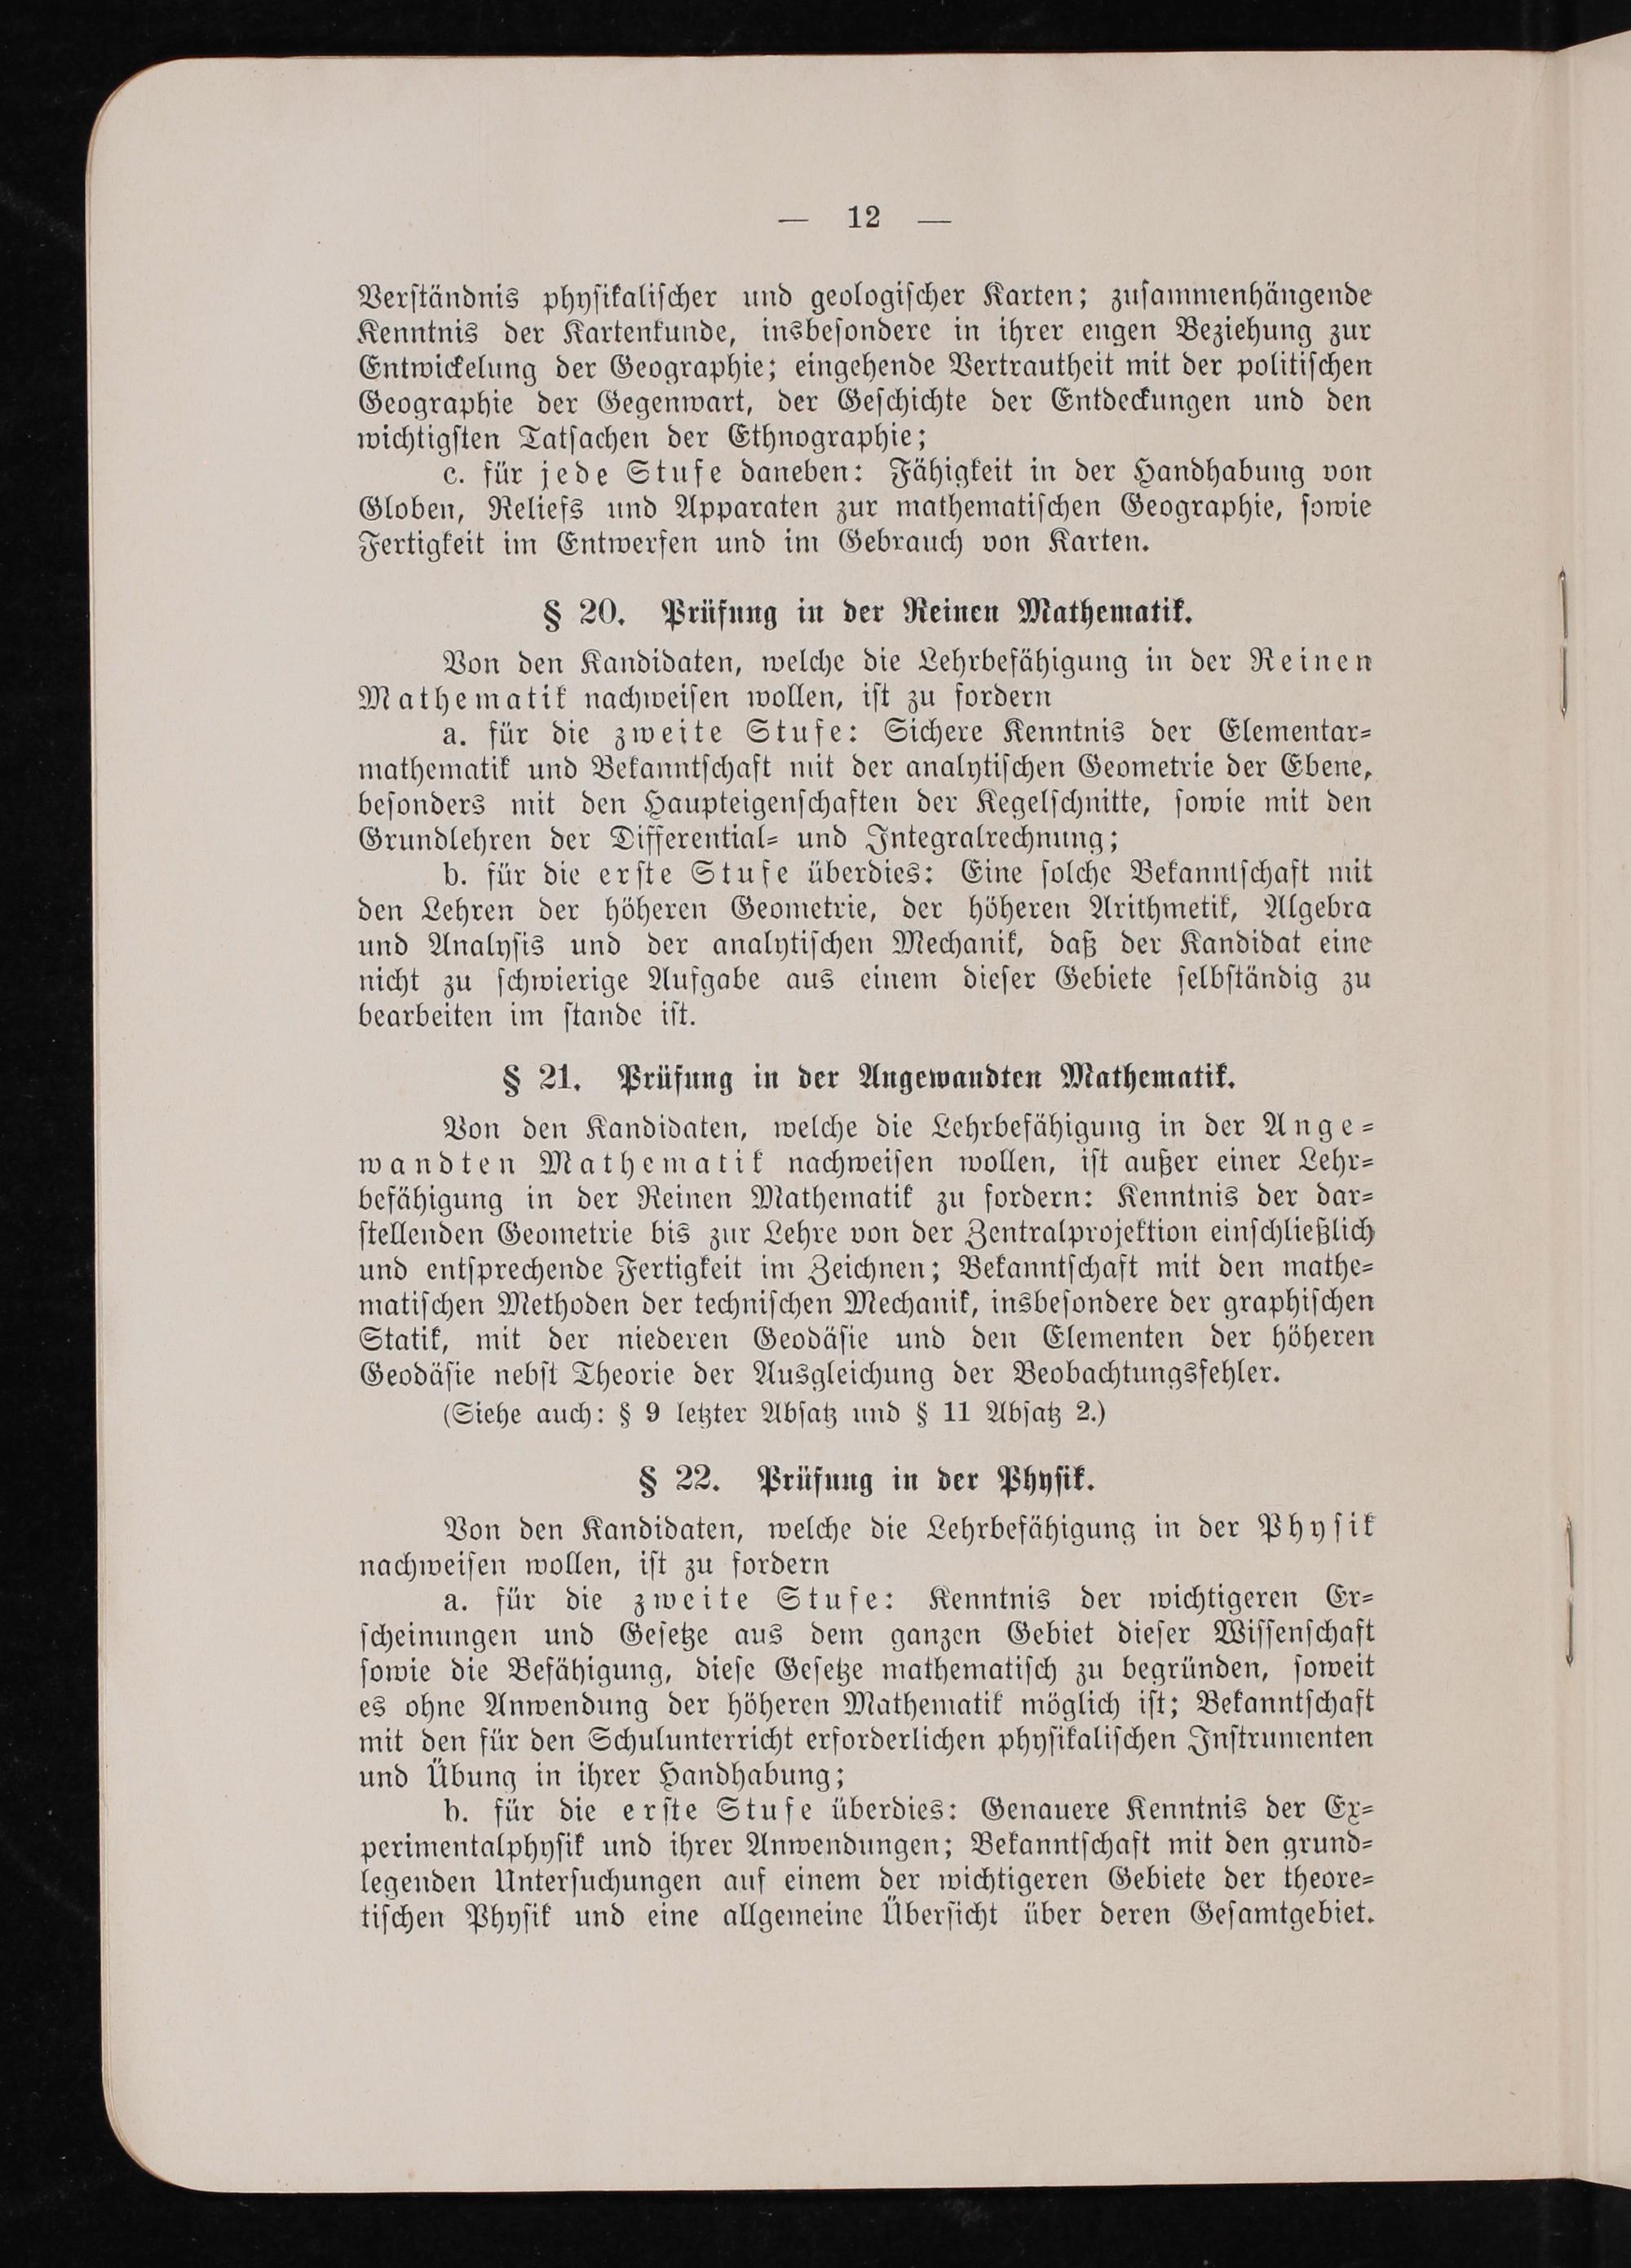 — 12 —
Verständnis physikalischer und geologischer Karten; zusammenhängende
Kenntnis der Kartenkunde, insbesondere in ihrer engen Beziehung zur
Entwickelung der Geographie; eingehende Vertrautheit mit der politischen
Geographie der Gegenwart, der Geschichte der Entdeckungen und den
wichtigsten Tatsachen der Ethnographie;
c. für jede Stufe daneben: Fähigkeit in der Handhabung von
Globen, Reliefs und Apparaten zur mathematischen Geographie, sowie
Fertigkeit im Entwerfen und im Gebrauch von Karten.
§ 20. Prüfung in der Reinen Mathematik.
Von den Kandidaten, welche die Lehrbefähigung in der Reinen
Mathematik nachweisen wollen, ist zu fordern
a. für die zweite Stufe: Sichere Kenntnis der Elementar-
mathematik und Bekanntschaft mit der analytischen Geometrie der Ebene,
besonders mit den Haupteigenschaften der Kegelschnitte, sowie mit den
Grundlehren der Differential- und Integralrechnung;
b. für die erste Stufe überdies: Eine solche Bekanntschaft mit
den Lehren der höheren Geometrie, der höheren Arithmetik, Algebra
und Analysis und der analytischen Mechanik, daß der Kandidat eine
nicht zu schwierige Aufgabe aus einem dieser Gebiete selbständig zu
bearbeiten im stande ist.
§ 21. Prüfung in der Angewandten Mathematik.
Von den Kandidaten, welche die Lehrbefähigung in der Ange-
wandten Mathematik nachweisen wollen, ist außer einer Lehr-
befähigung in der Reinen Mathematik zu fordern: Kenntnis der dar-
stellenden Geometrie bis zur Lehre von der Zentralprojektion einschließlich
und entsprechende Fertigkeit im Zeichnen; Bekanntschaft mit den mathe-
matischen Methoden der technischen Mechanik, insbesondere der graphischen
Statik, mit der niederen Geodäsie und den Elementen der höheren
Geodäsie nebst Theorie der Ausgleichung der Beobachtungsfehler.
(Siehe auch: § 9 letzter Absatz und § 11 Absatz 2.)
§ 22. Prüfung in der Physik.
Von den Kandidaten, welche die Lehrbefähigung in der Physik
nachweisen wollen, ist zu fordern
a. für die zweite Stufe: Kenntnis der wichtigeren Er-
scheinungen und Gesetze aus dem ganzen Gebiet dieser Wissenschaft
sowie die Befähigung, diese Gesetze mathematisch zu begründen, soweit
es ohne Anwendung der höheren Mathematik möglich ist; Bekanntschaft
mit den für den Schulunterricht erforderlichen physikalischen Instrumenten
und Übung in ihrer Handhabung;
b. für die erste Stufe überdies: Genauere Kenntnis der Ex-
perimentalphysik und ihrer Anwendungen; Bekanntschaft mit den grund-
legenden Untersuchungen auf einem der wichtigeren Gebiete der theore-
tischen Physik und eine allgemeine Übersicht über deren Gesamtgebiet.